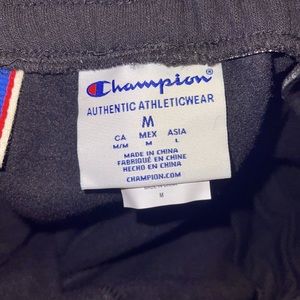 Champion®
AUTHENTIC ATHLETICWEAR
M
CA MEX ASIA
M/M M L
MADE IN CHINA
FABRIQUÉ EN CHINE
HECHO EN CHINA
CHAMPION.COM
M